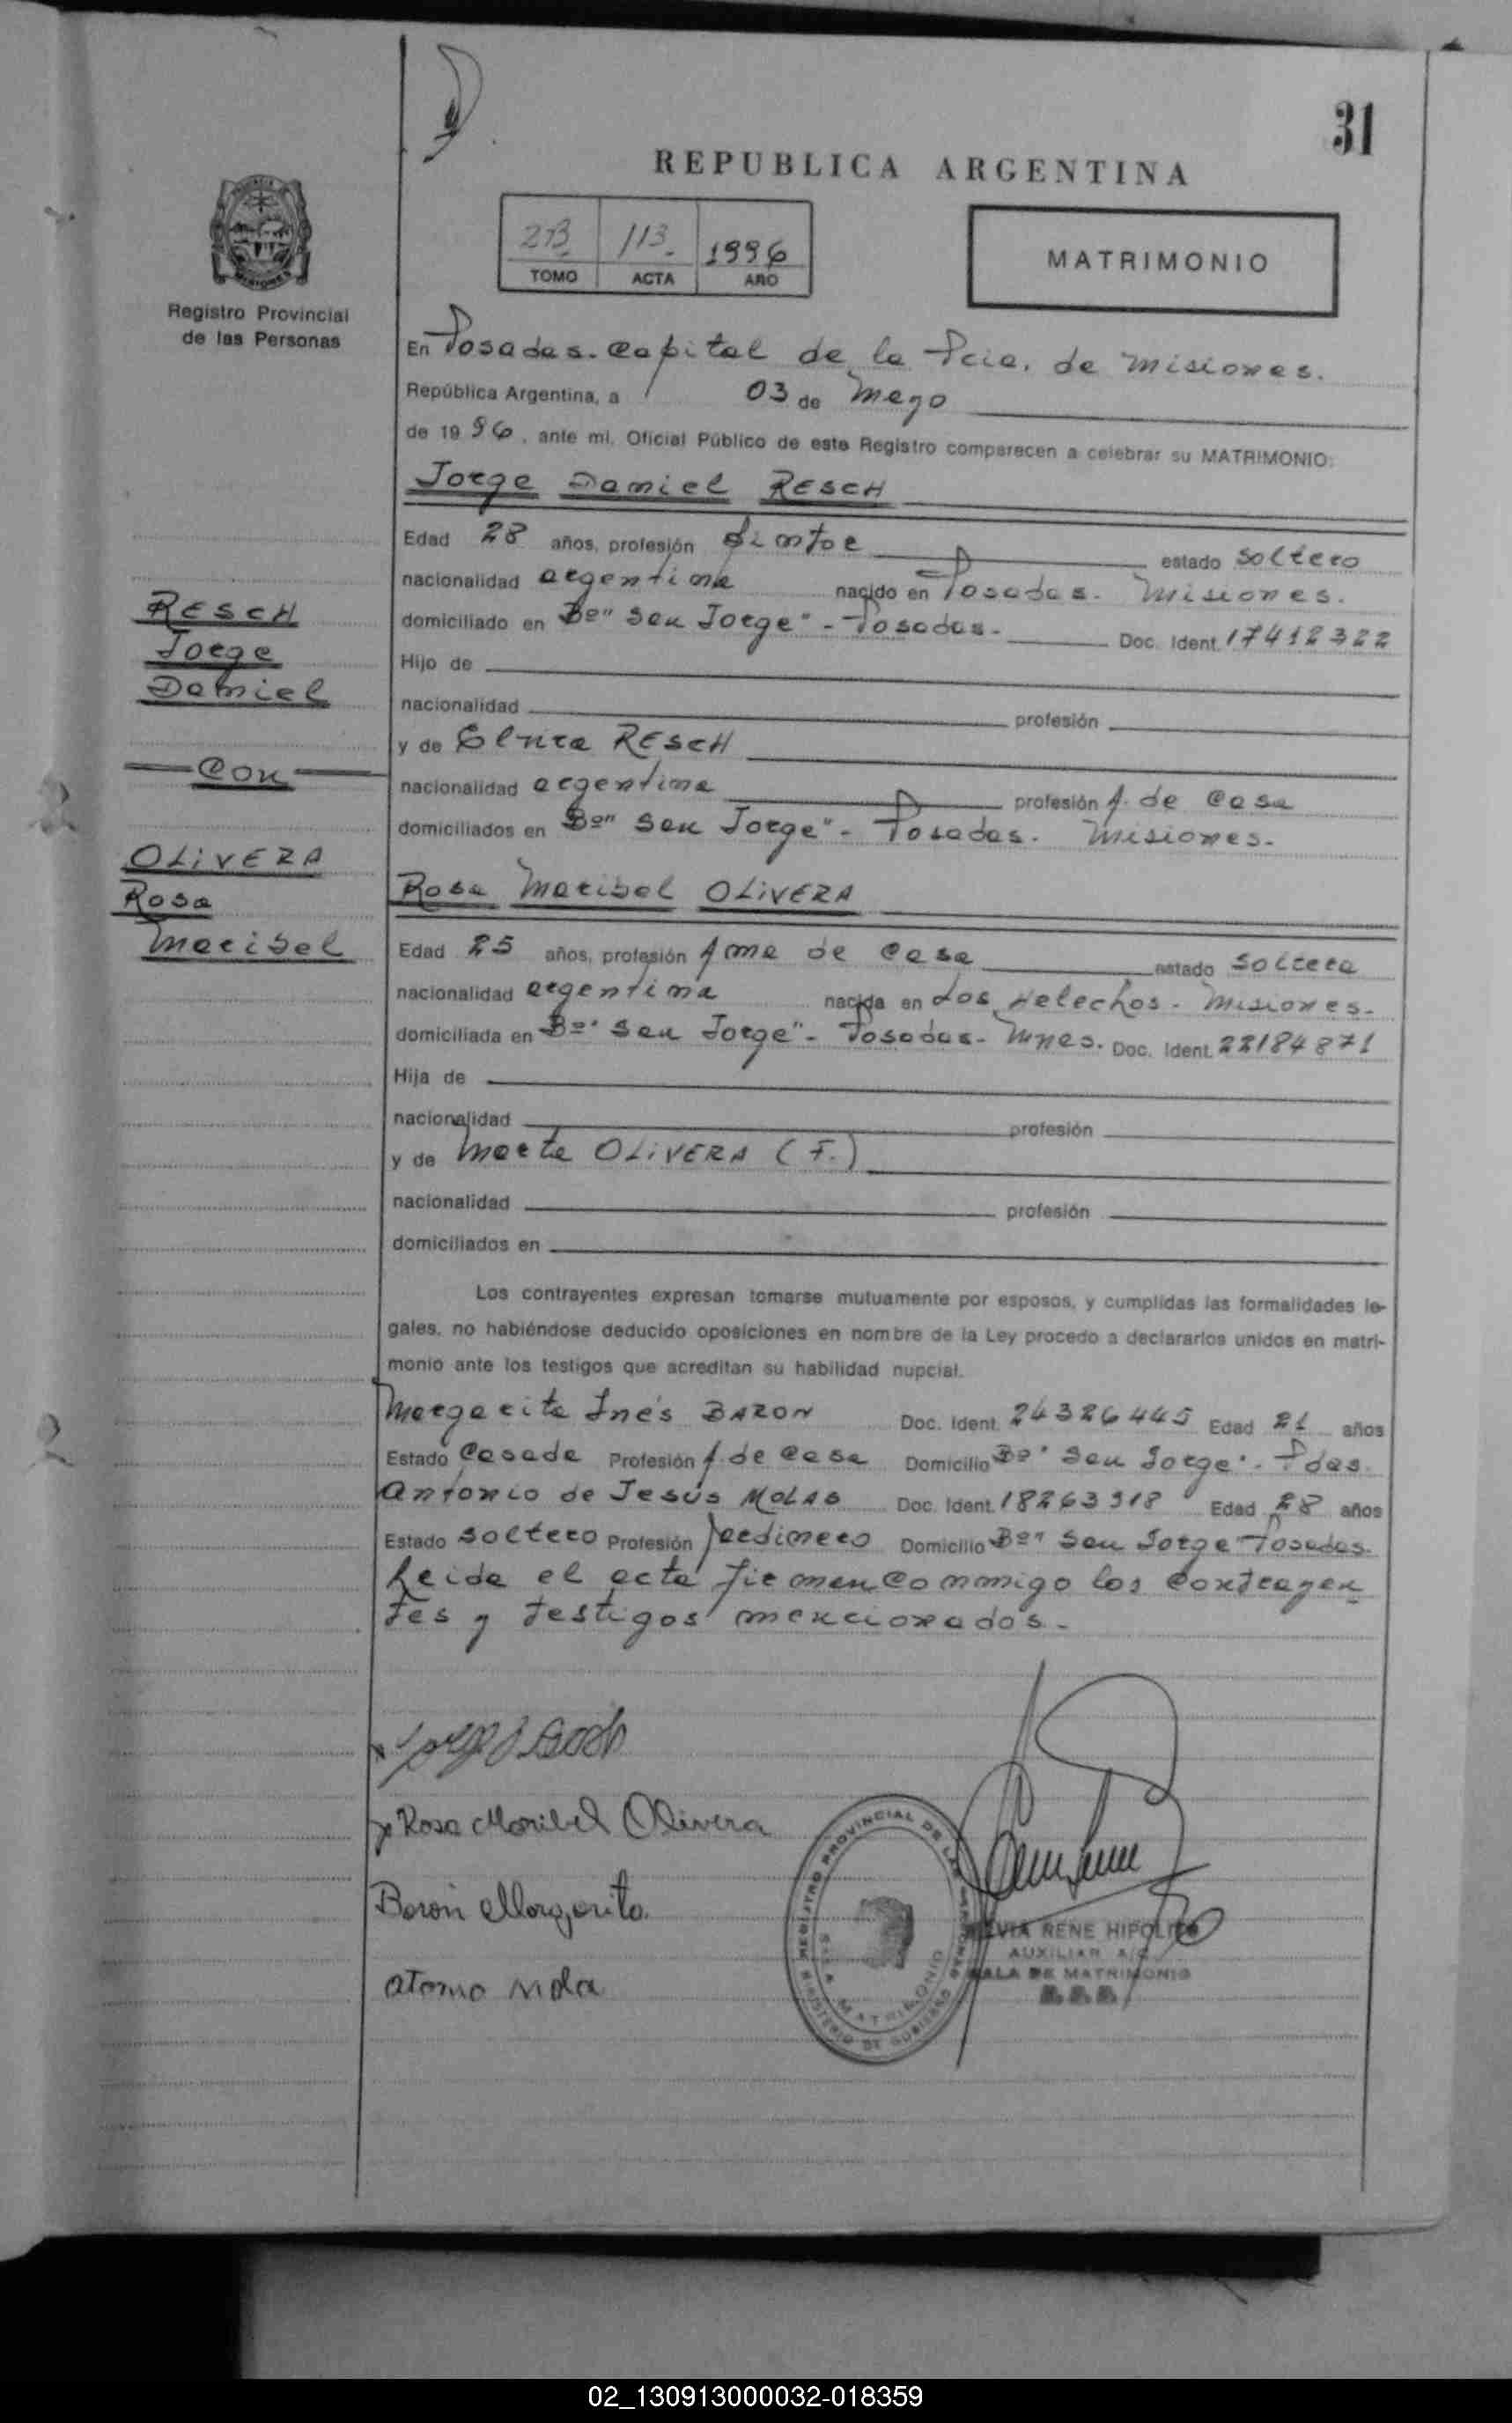 31
REPUBLICA ARGENTINA
2B 113. 1996
TOMO ACTA AÑO
MATRIMONIO
Registro Provincial
de las Personas
En Posadas. Capital de la Pcia. de Misiones.
República Argentina, a 03 de Mayo
de 1996, ante mí, Oficial Público de este Registro comparecen a celebrar su MATRIMONIO:
Jorge Daniel RESCH
Edad 28 años, profesión pintor estado soltero
nacionalidad argentina nacido en Posadas. Misiones.
domiciliado en Bº" San Jorge"- Posadas- Doc. Ident. 17412322
Hijo de
nacionalidad profesión
y de RESCH
nacionalidad argentina profesión A. de Casa
domiciliados en Bº" San Jorge"- Posadas. Misiones-
RESCH
Jorge
Daniel
Con
OLIVERA
Rosa
Marisel
Rosa Marisel OLIVERA
Edad 25 años, profesión Ama de Casa estado soltera
nacionalidad argentina nacida en Los Helechos- Misiones-
domiciliada en Bº" San Jorge"- Posadas- Mnes. Doc. Ident. 22184871
Hija de
nacionalidad profesión
y de Marta OLIVERA (F.)
nacionalidad profesión
domiciliados en
Los contrayentes expresan tomarse mutuamente por esposos, y cumplidas las formalidades le-
gales, no habiéndose deducido oposiciones en nombre de la Ley procedo a declararlos unidos en matri-
monio ante los testigos que acreditan su habilidad nupcial.
Margarita Inés BARON Doc. Ident. 24326445 Edad 21 años
Estado Casada Profesión A. de Casa Domicilio Bº" San Jorge"- Pdas.
Antonio de Jesús MOLAS Doc. Ident. 18263918 Edad 28 años
Estado soltero Profesión Jardinero Domicilio Bº" San Jorge" Posadas.
Leida el acta firman conmigo los contrayen
tes y testigos mencionados-
Rosa Maribel Olivera
Baron Margarita
atonio Mola
REGISTRO PROVINCIAL DE LAS PERSONAS
SALA MATRIMONIO
MINISTERIO DE GOBIERNO
RENE HIPOLITO
AUXILIAR A/C
SALA DE MATRIMONIO
02_130913000032-018359